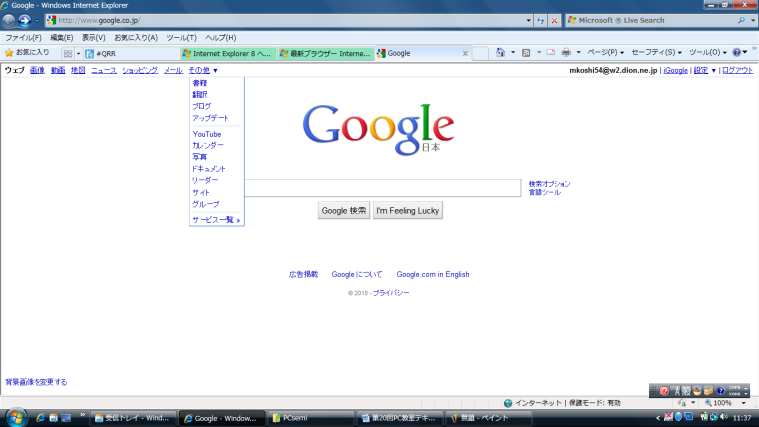 Google - Windows Internet Explorer
http://www.google.co.jp/
Microsoft ® Live Search
ファイル(F) 編集(E) 表示(V) お気に入り(A) ツール(T) ヘルプ(H)
お気に入り #QRR Internet Explorer 8 へ... 最新ブラウザー Interne... Google ページ(P) セーフティ(S) ツール(O)
ウェブ 画像 動画 地図 ニュース ショッピング メール その他 ▼ mkoshi54@w2.dion.ne.jp | iGoogle | 設定 ▼ | ログアウト
書籍
翻訳
ブログ
アップデート
YouTube
カレンダー
写真
ドキュメント
リーダー
サイト
グループ
サービス一覧 »
Google
日本
検索オプション
言語ツール
Google 検索 I'm Feeling Lucky
広告掲載 Google について Google.com in English
© 2010 - プライバシー
背景画像を変更する
インターネット | 保護モード: 有効 100%
受信トレイ - Wind... Google - Window... PCsemi 第20回PC教室テキ... 無題 - ペイント 11:37